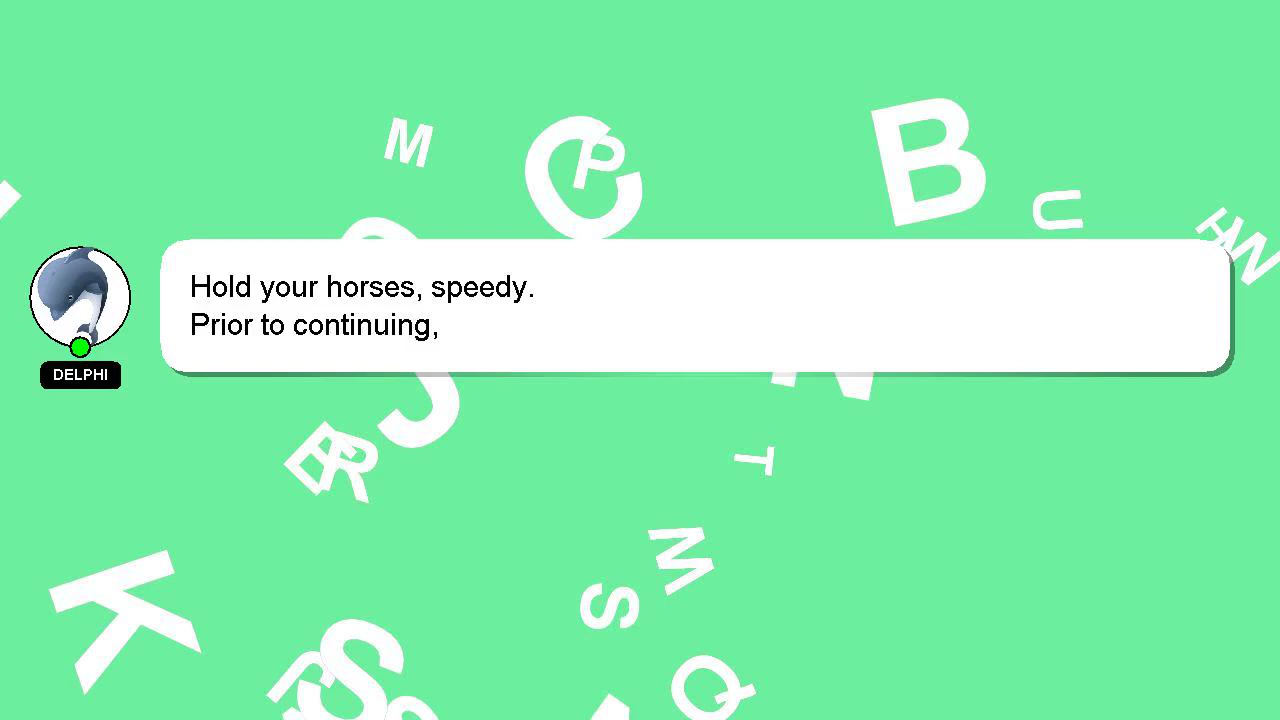 M
C
P
B
U
H
W
Hold your horses, speedy.
Prior to continuing,
DELPHI
J
N
R
T
K
M
S
S
Q